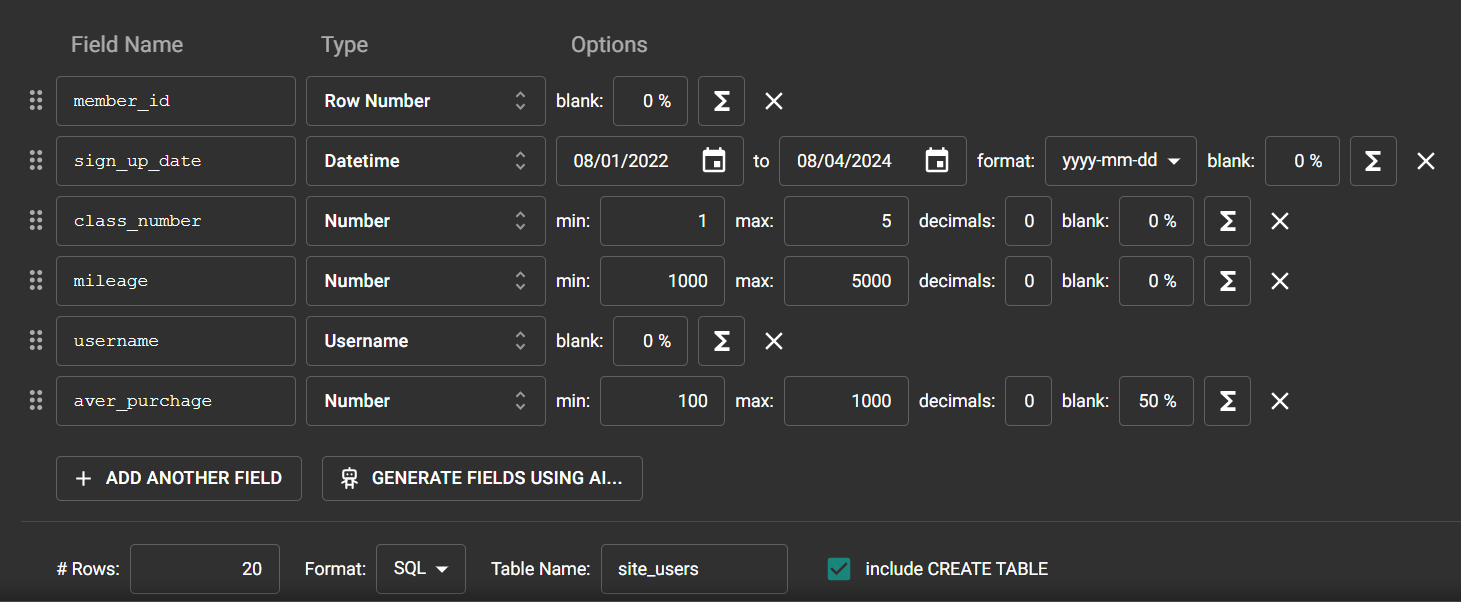 Field Name Type Options
member_id Row Number blank: 0 % Σ
sign_up_date Datetime 08/01/2022 to 08/04/2024 format: yyyy-mm-dd blank: 0 % Σ
class_number Number min: 1 max: 5 decimals: 0 blank: 0 % Σ
mileage Number min: 1000 max: 5000 decimals: 0 blank: 0 % Σ
username Username blank: 0 % Σ
aver_purchage Number min: 100 max: 1000 decimals: 0 blank: 50 % Σ
+ ADD ANOTHER FIELD GENERATE FIELDS USING AI...
# Rows: 20 Format: SQL Table Name: site_users include CREATE TABLE